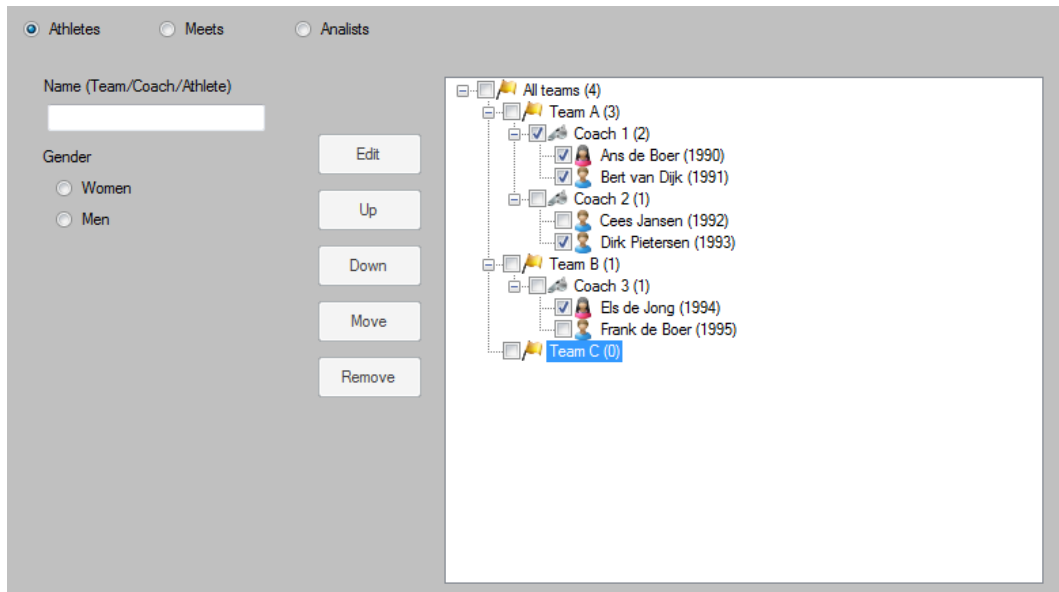 Athletes Meets Analists
Name (Team/Coach/Athlete)
Gender
Women
Men
Edit
Up
Down
Move
Remove
All teams (4)
Team A (3)
Coach 1 (2)
Ans de Boer (1990)
Bert van Dijk (1991)
Coach 2 (1)
Cees Jansen (1992)
Dirk Pietersen (1993)
Team B (1)
Coach 3 (1)
Els de Jong (1994)
Frank de Boer (1995)
Team C (0)